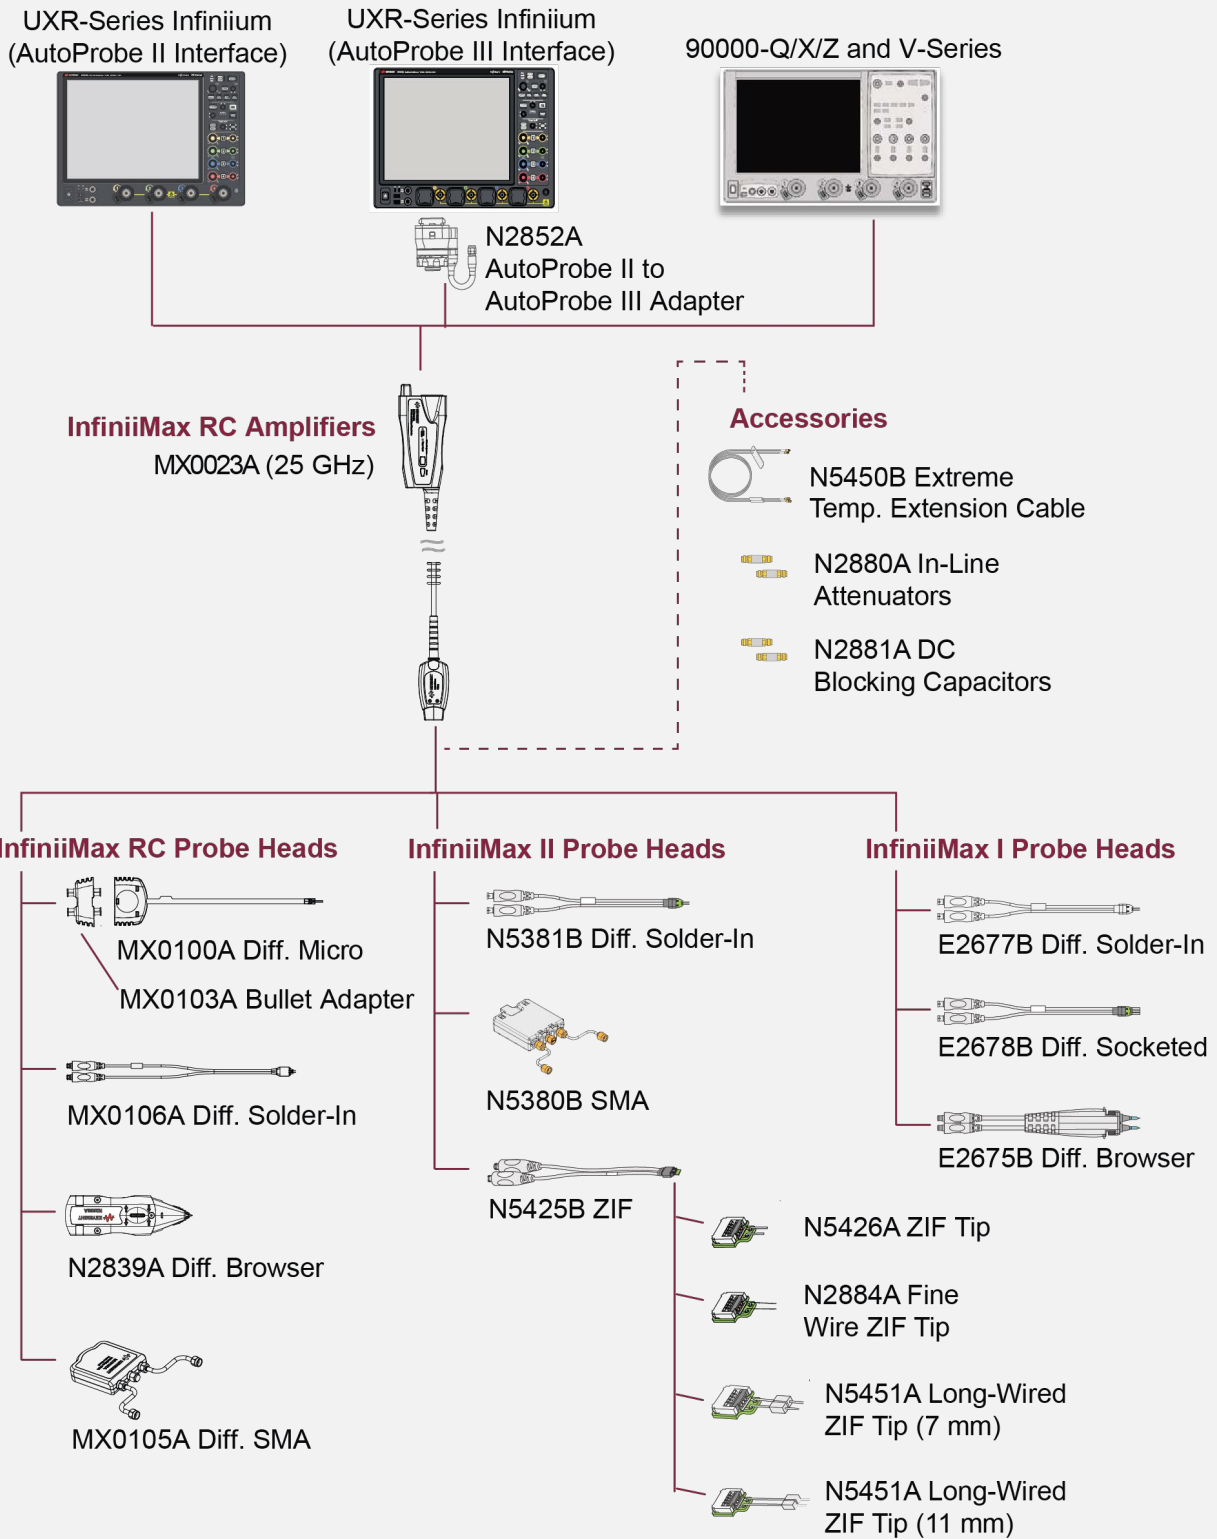 UXR-Series Infiniium
(AutoProbe II Interface)
UXR-Series Infiniium
(AutoProbe III Interface)
90000-Q/X/Z and V-Series
N2852A
AutoProbe II to
AutoProbe III Adapter
InfiniiMax RC Amplifiers
MX0023A (25 GHz)
Accessories
N5450B Extreme
Temp. Extension Cable
N2880A In-Line
Attenuators
N2881A DC
Blocking Capacitors
InfiniiMax RC Probe Heads
MX0100A Diff. Micro
MX0103A Bullet Adapter
MX0106A Diff. Solder-In
N2839A Diff. Browser
MX0105A Diff. SMA
InfiniiMax II Probe Heads
N5381B Diff. Solder-In
N5380B SMA
N5425B ZIF
N5426A ZIF Tip
N2884A Fine
Wire ZIF Tip
N5451A Long-Wired
ZIF Tip (7 mm)
N5451A Long-Wired
ZIF Tip (11 mm)
InfiniiMax I Probe Heads
E2677B Diff. Solder-In
E2678B Diff. Socketed
E2675B Diff. Browser